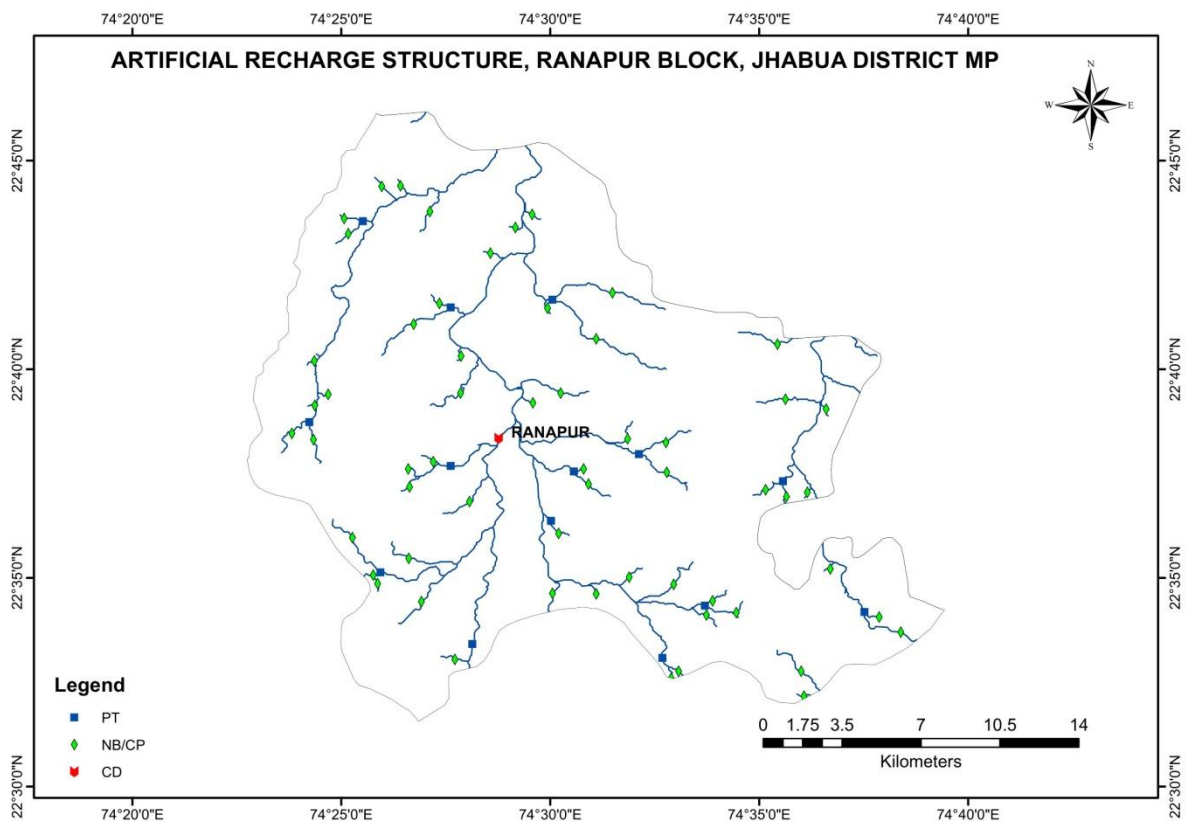 74°20'0"E 74°25'0"E 74°30'0"E 74°35'0"E 74°40'0"E
ARTIFICIAL RECHARGE STRUCTURE, RANAPUR BLOCK, JHABUA DISTRICT MP
N
W E
S
22°45'0"N 22°45'0"N
22°40'0"N 22°40'0"N
RANAPUR
22°35'0"N 22°35'0"N
Legend
PT
NB/CP
CD
0 1.75 3.5 7 10.5 14
Kilometers
22°30'0"N 22°30'0"N
74°20'0"E 74°25'0"E 74°30'0"E 74°35'0"E 74°40'0"E